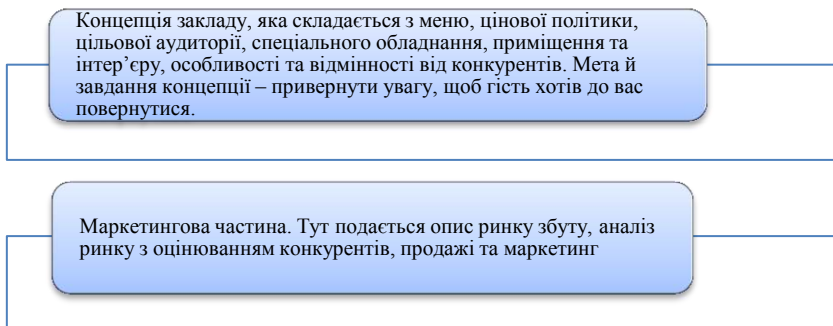 Концепція закладу, яка складається з меню, цінової політики,
цільової аудиторії, спеціального обладнання, приміщення та
інтер’єру, особливості та відмінності від конкурентів. Мета й
завдання концепції – привернути увагу, щоб гість хотів до вас
повернутися.
Маркетингова частина. Тут подається опис ринку збуту, аналіз
ринку з оцінюванням конкурентів, продажі та маркетинг